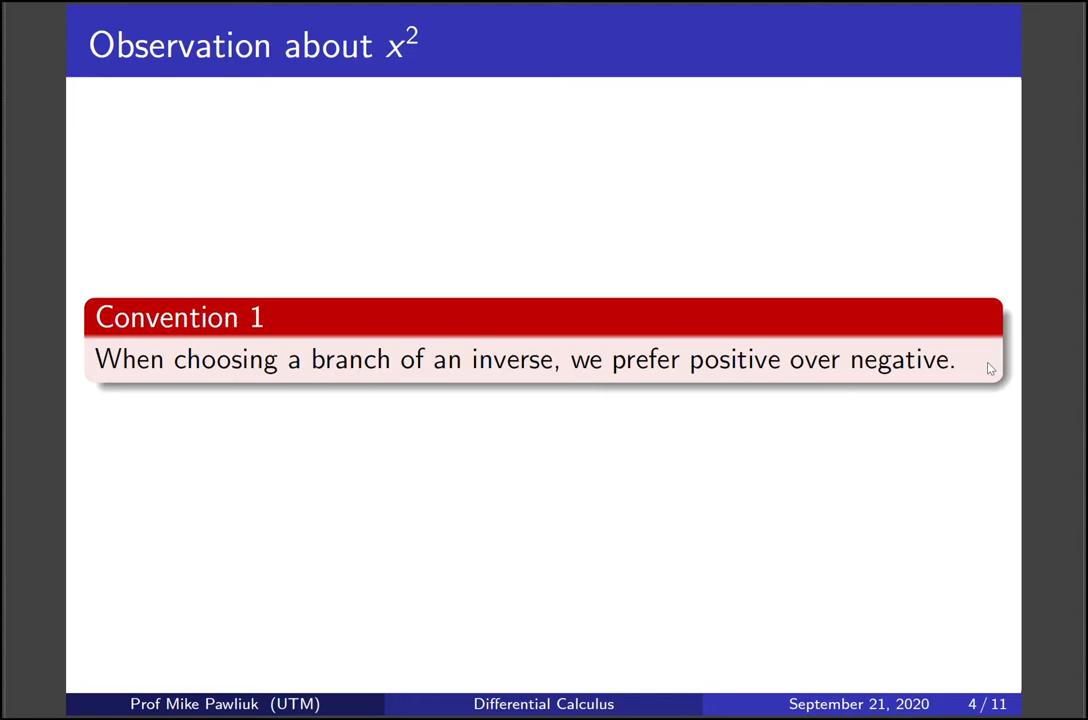 Observation about x²
Convention 1
When choosing a branch of an inverse, we prefer positive over negative.
Prof Mike Pawliuk (UTM) Differential Calculus September 21, 2020 4 / 11